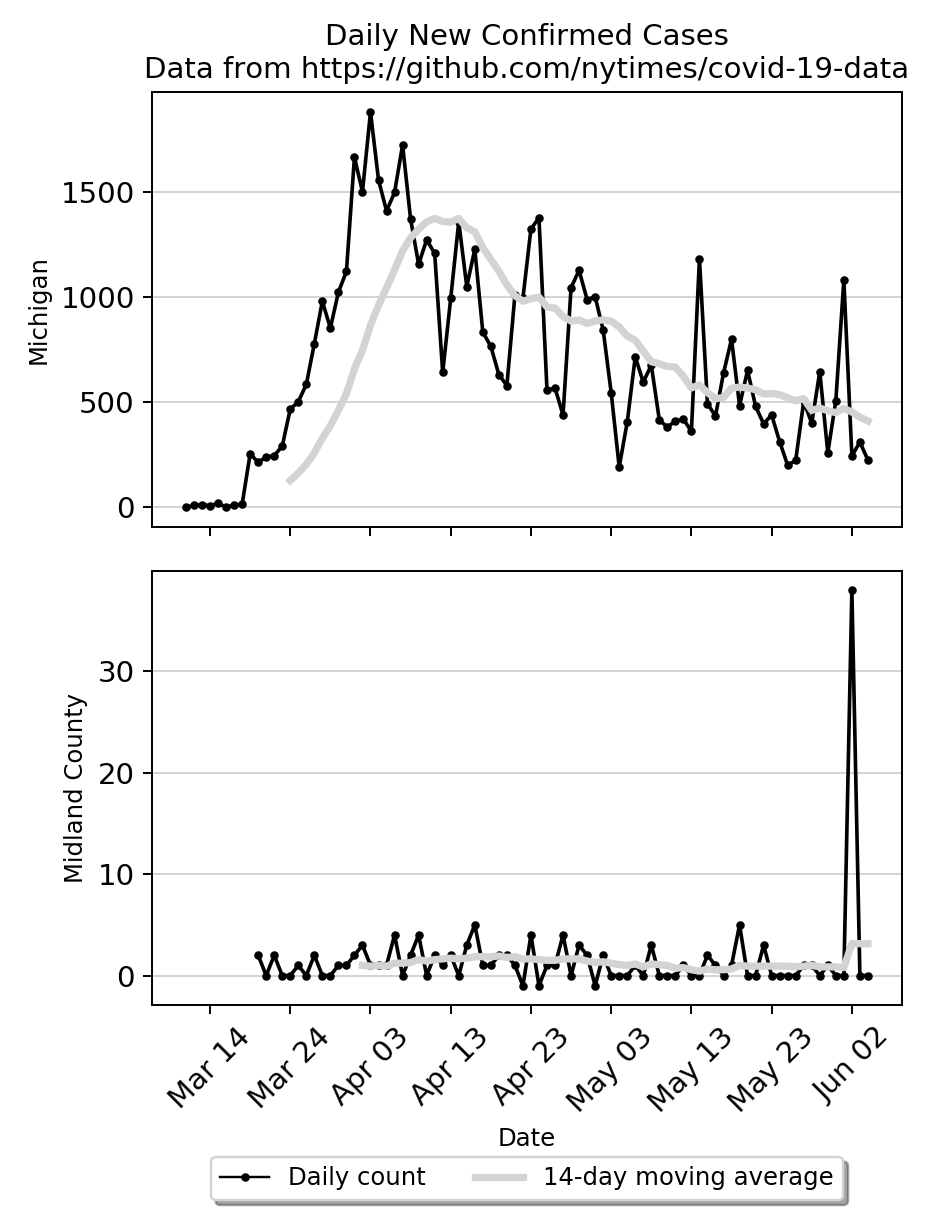 Daily New Confirmed Cases
Data from https://github.com/nytimes/covid-19-data
Michigan
1500
1000
500
0
Midland County
30
20
10
0
Mar 14
Mar 24
Apr 03
Apr 13
Apr 23
May 03
May 13
May 23
Jun 02
Date
Daily count
14-day moving average